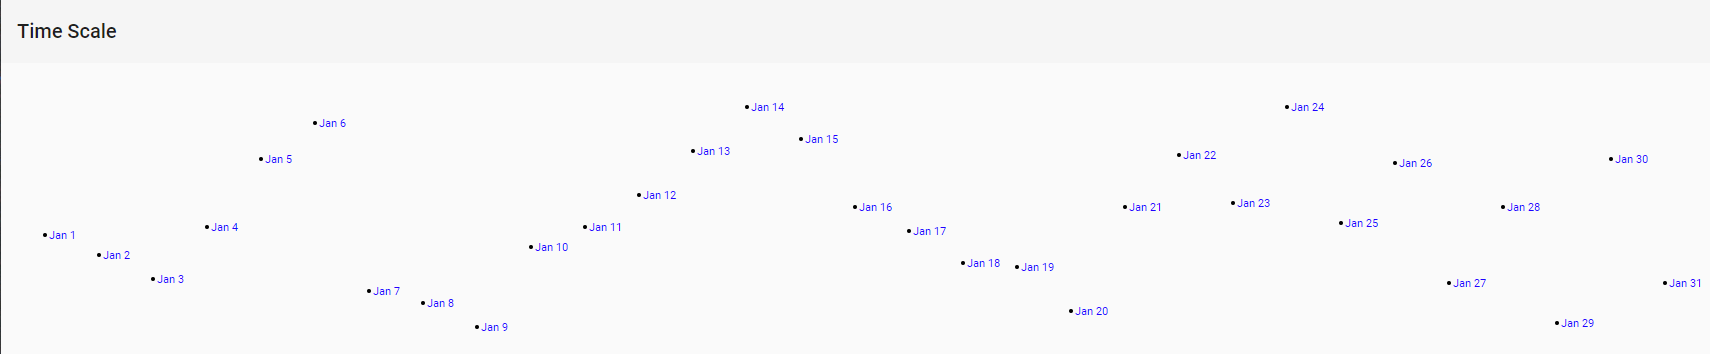 Time Scale
Jan 1
Jan 2
Jan 3
Jan 4
Jan 5
Jan 6
Jan 7
Jan 8
Jan 9
Jan 10
Jan 11
Jan 12
Jan 13
Jan 14
Jan 15
Jan 16
Jan 17
Jan 18
Jan 19
Jan 20
Jan 21
Jan 22
Jan 23
Jan 24
Jan 25
Jan 26
Jan 27
Jan 28
Jan 29
Jan 30
Jan 31